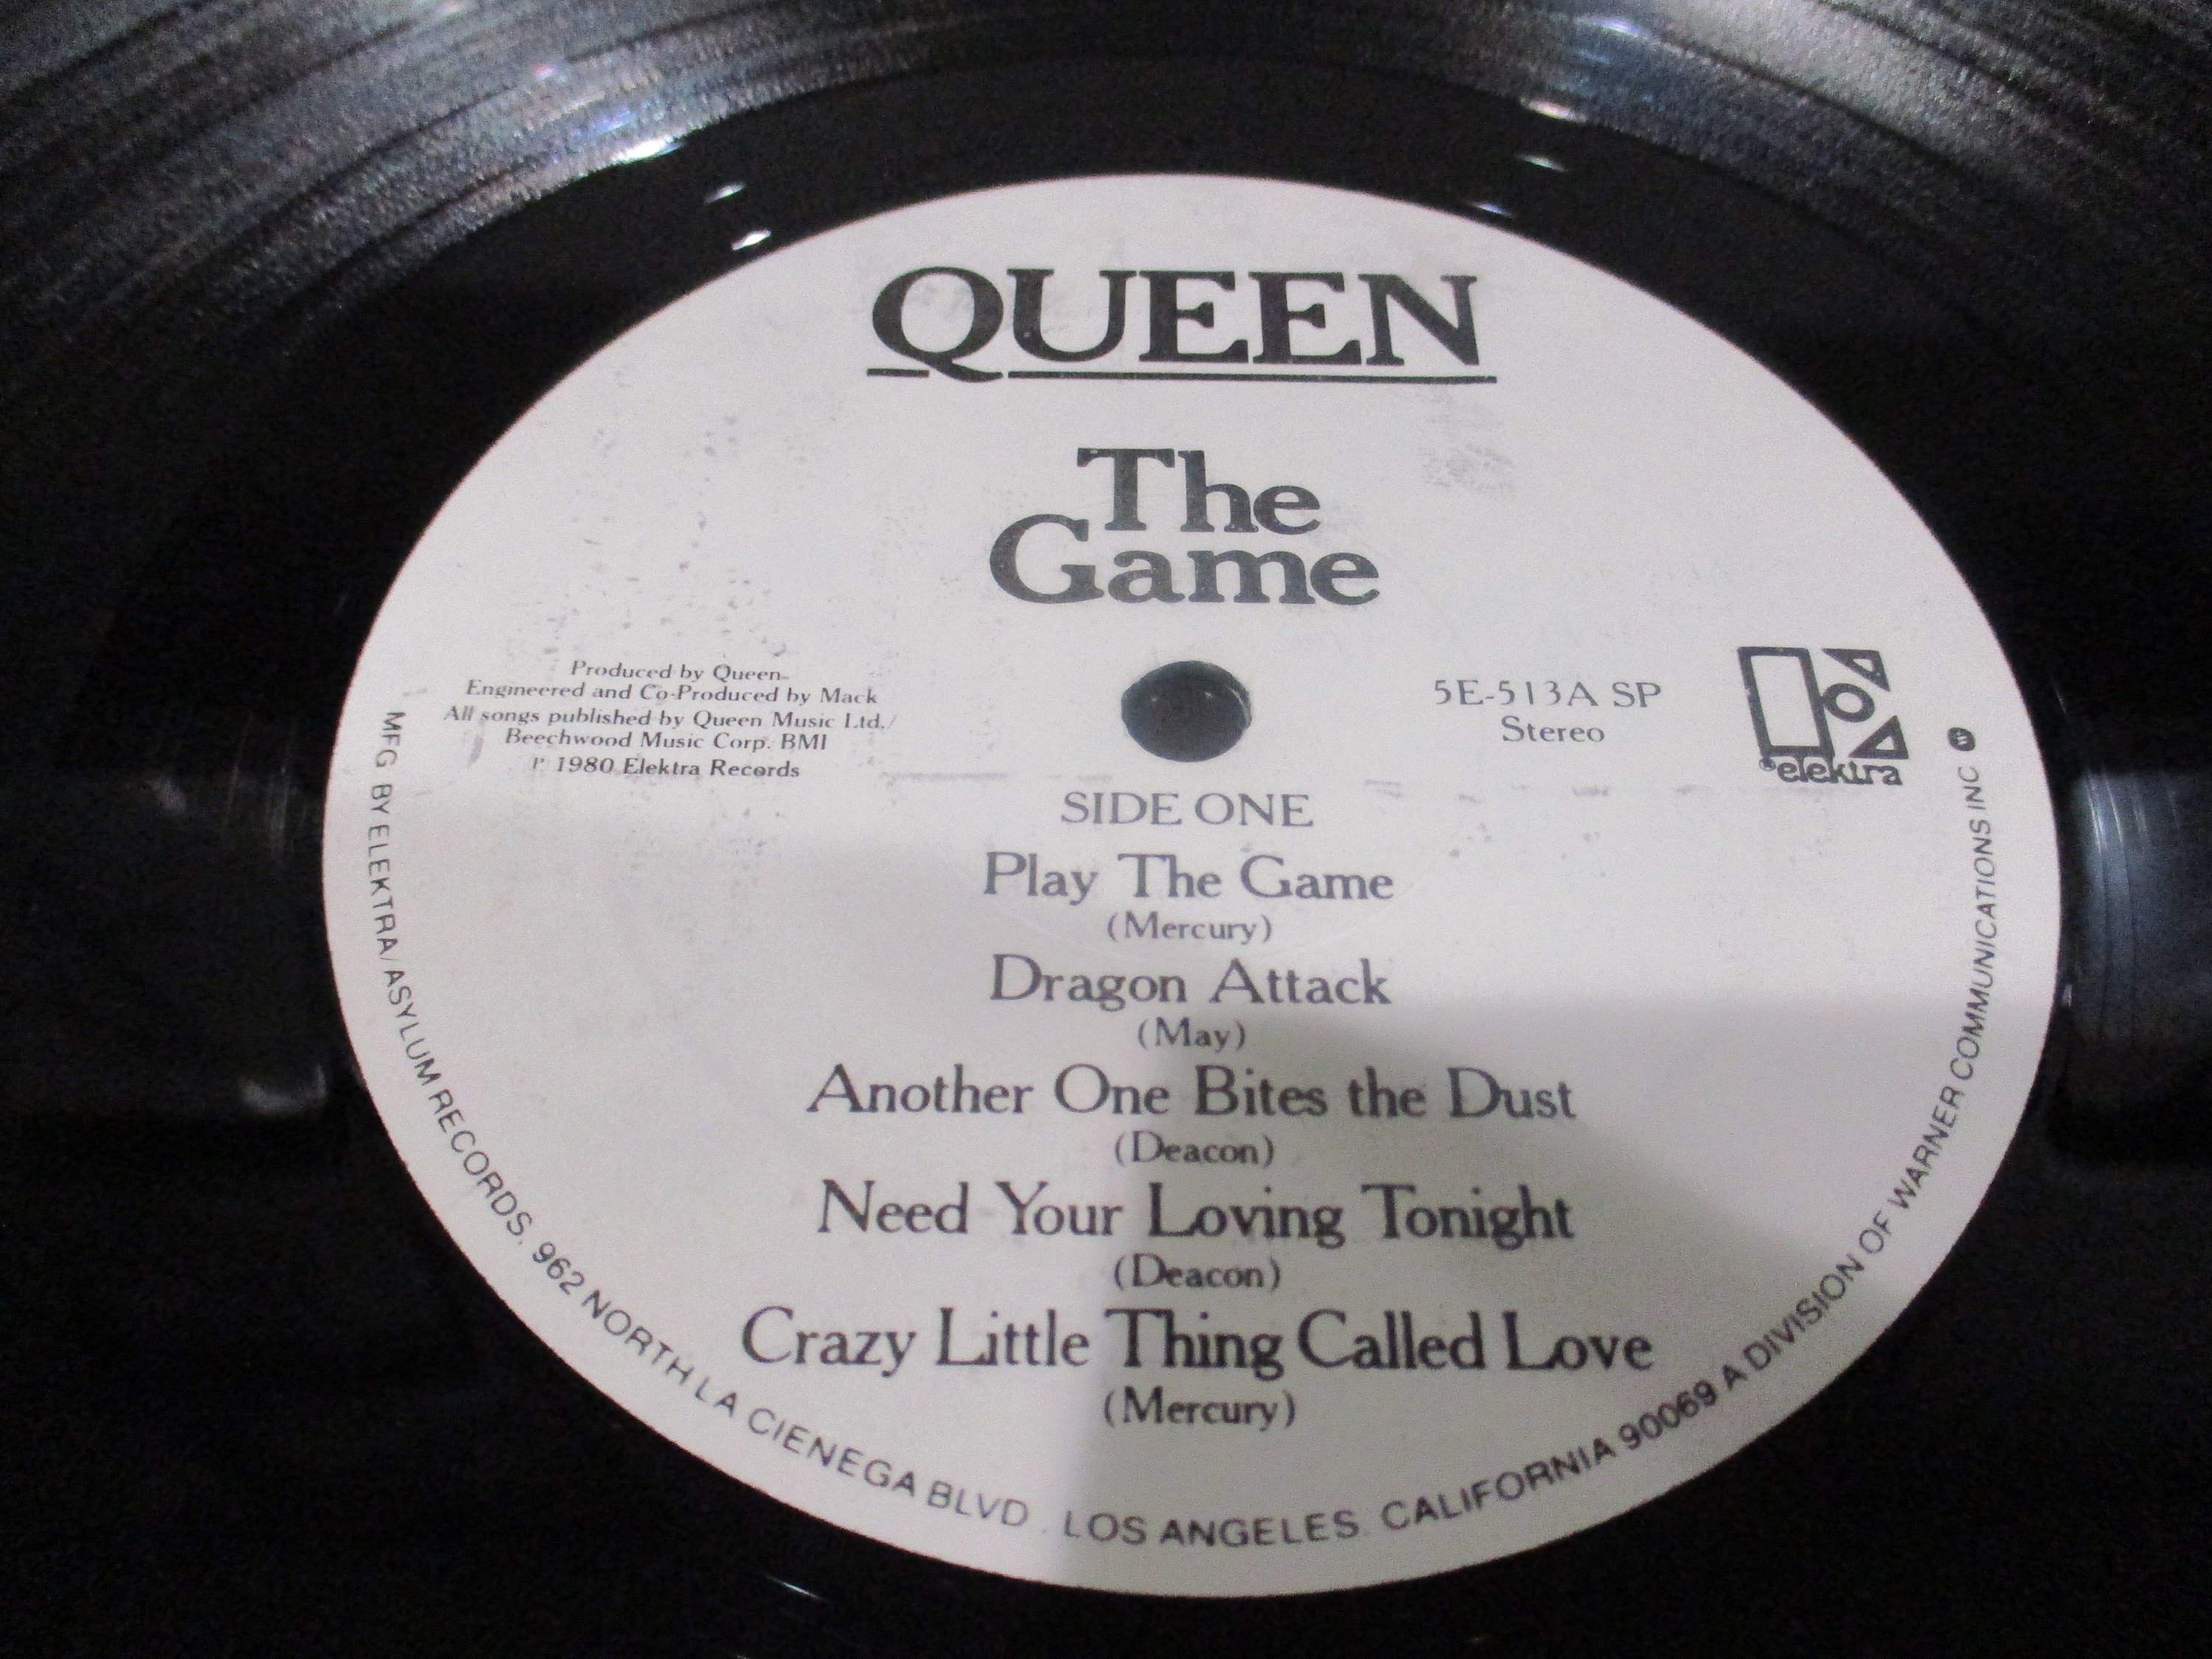 QUEEN
The
Game
Produced by Queen
Engineered and Co-Produced by Mack
All songs published by Queen Music Ltd./
Beechwood Music Corp. BMI
℗ 1980 Elektra Records
5E-513A SP
Stereo
elektra
SIDE ONE
Play The Game
(Mercury)
Dragon Attack
(May)
Another One Bites the Dust
(Deacon)
Need Your Loving Tonight
(Deacon)
Crazy Little Thing Called Love
(Mercury)
MFG BY ELEKTRA/ASYLUM RECORDS, 962 NORTH LA CIENEGA BLVD. LOS ANGELES, CALIFORNIA 90069 A DIVISION OF WARNER COMMUNICATIONS INC